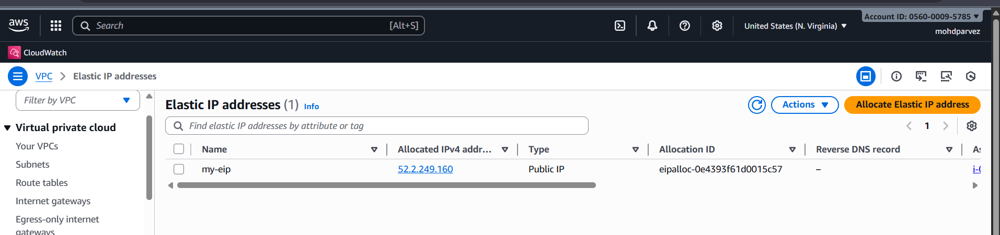 aws
Search [Alt+S]
United States (N. Virginia)
Account ID: 0560-0009-5785
mohdparvez
CloudWatch
VPC Elastic IP addresses
Filter by VPC
Virtual private cloud
Your VPCs
Subnets
Route tables
Internet gateways
Egress-only internet
gateways
Elastic IP addresses (1) Info
Actions
Allocate Elastic IP address
Find elastic IP addresses by attribute or tag
1
Name Allocated IPv4 addr... Type Allocation ID Reverse DNS record
my-eip 52.2.249.160 Public IP eipalloc-0e4393f61d0015c57 –